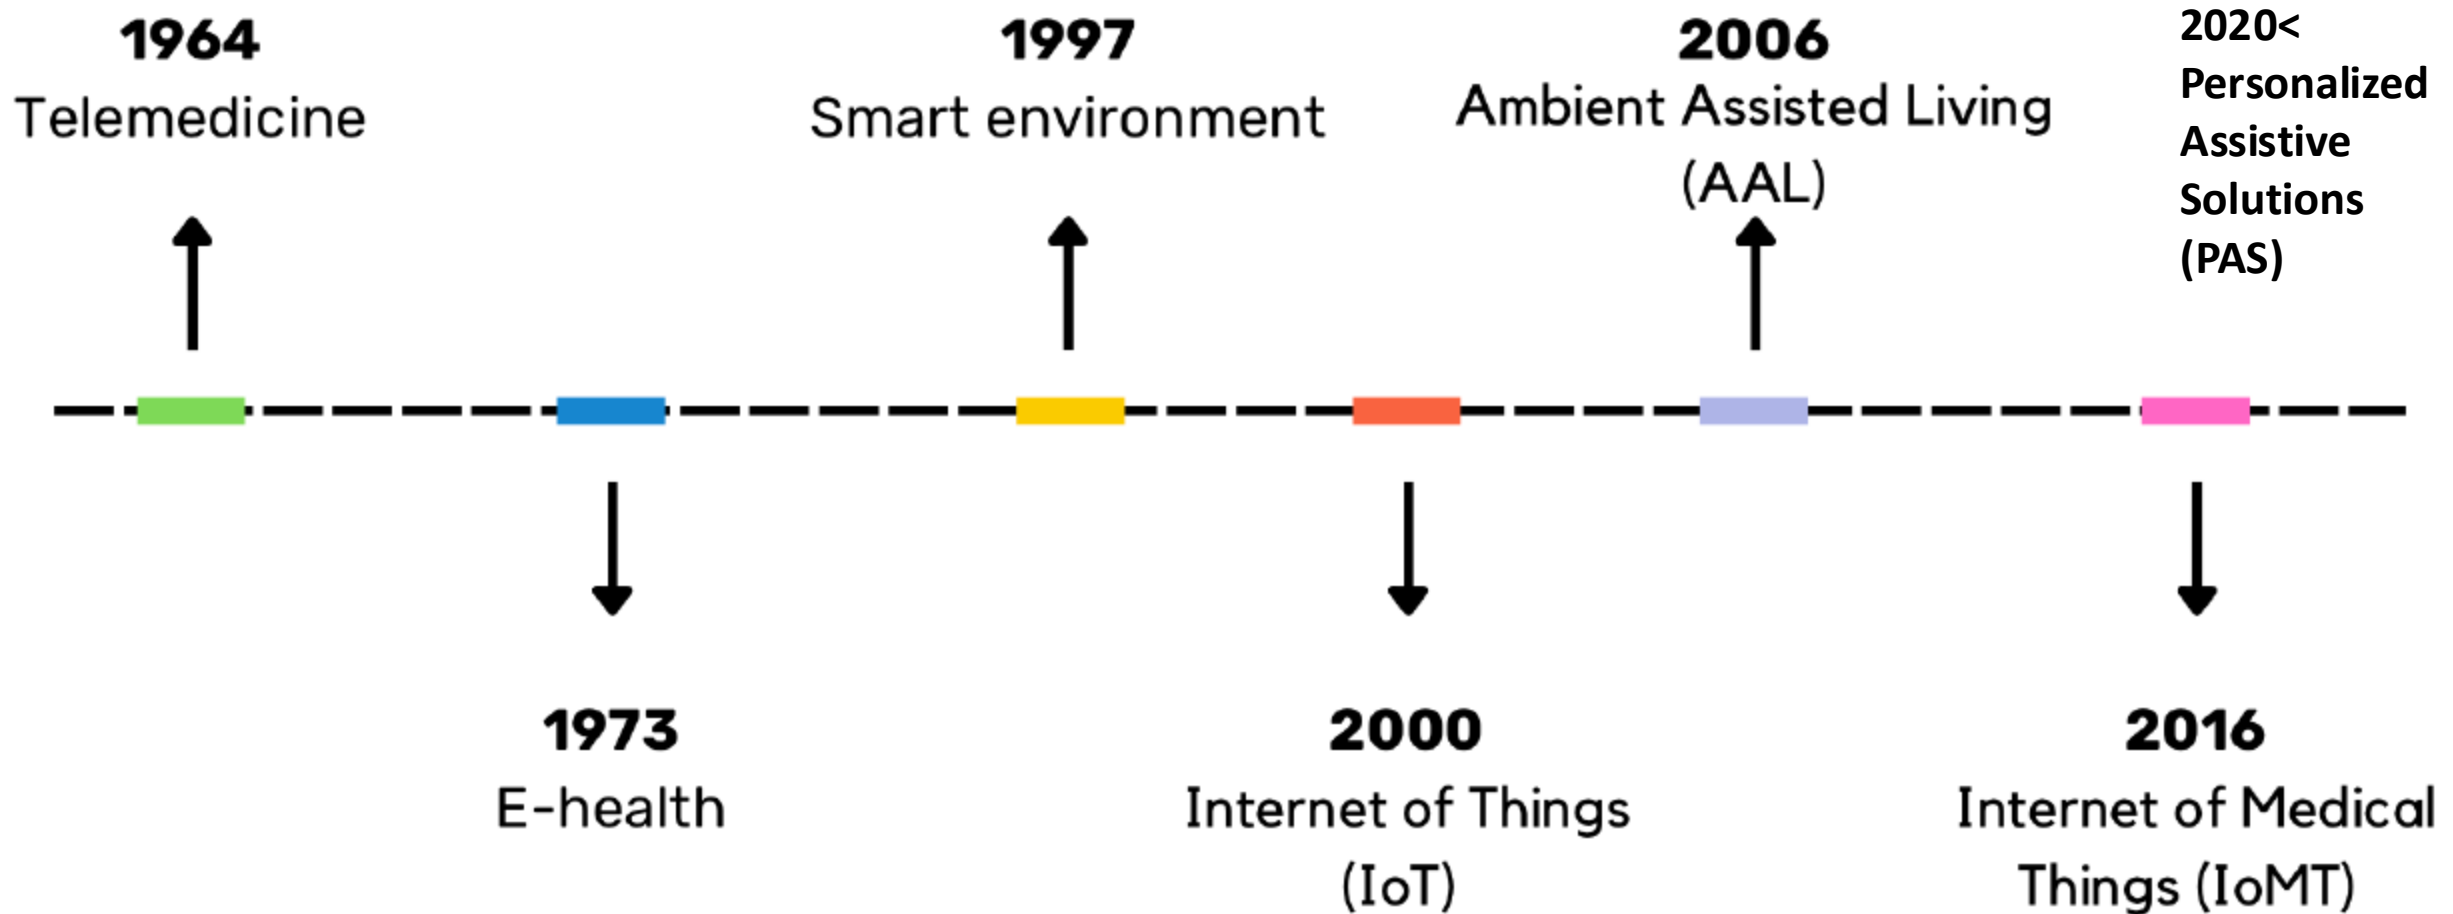 1964
Telemedicine
1997
Smart environment
2006
Ambient Assisted Living
(AAL)
2020<
Personalized
Assistive
Solutions
(PAS)
1973
E-health
2000
Internet of Things
(IoT)
2016
Internet of Medical
Things (IoMT)